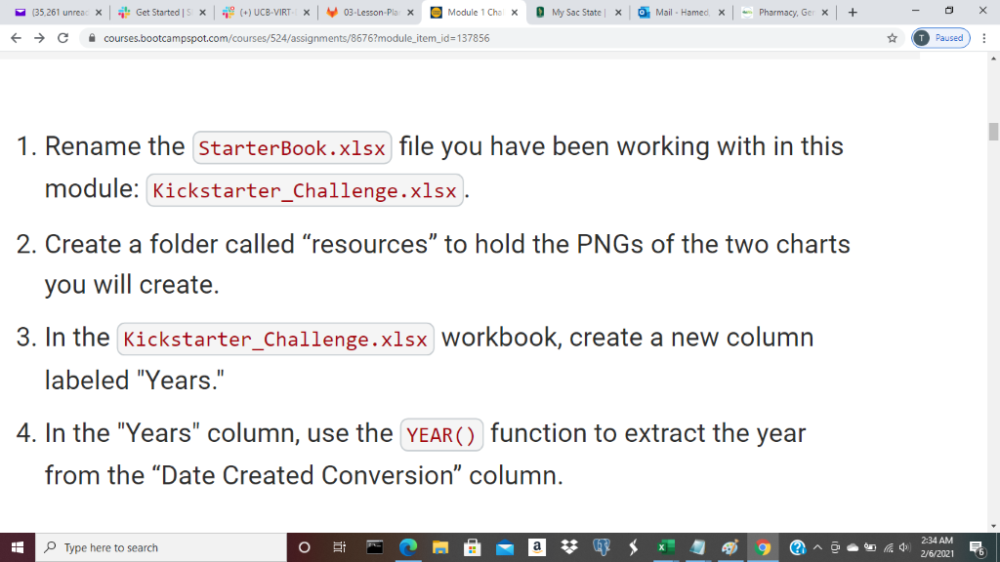 (35,261 unread
Get Started | S
(+) UCB-VIRT-
03-Lesson-Pla
Module 1 Cha
My Sac State |
Mail - Hamed
Pharmacy, Ger
courses.bootcampspot.com/courses/524/assignments/8676?module_item_id=137856
T Paused
1. Rename the StarterBook.xlsx file you have been working with in this
module: Kickstarter_Challenge.xlsx.
2. Create a folder called “resources” to hold the PNGs of the two charts
you will create.
3. In the Kickstarter_Challenge.xlsx workbook, create a new column
labeled "Years."
4. In the "Years" column, use the YEAR() function to extract the year
from the “Date Created Conversion” column.
Type here to search
2:34 AM
2/6/2021
6